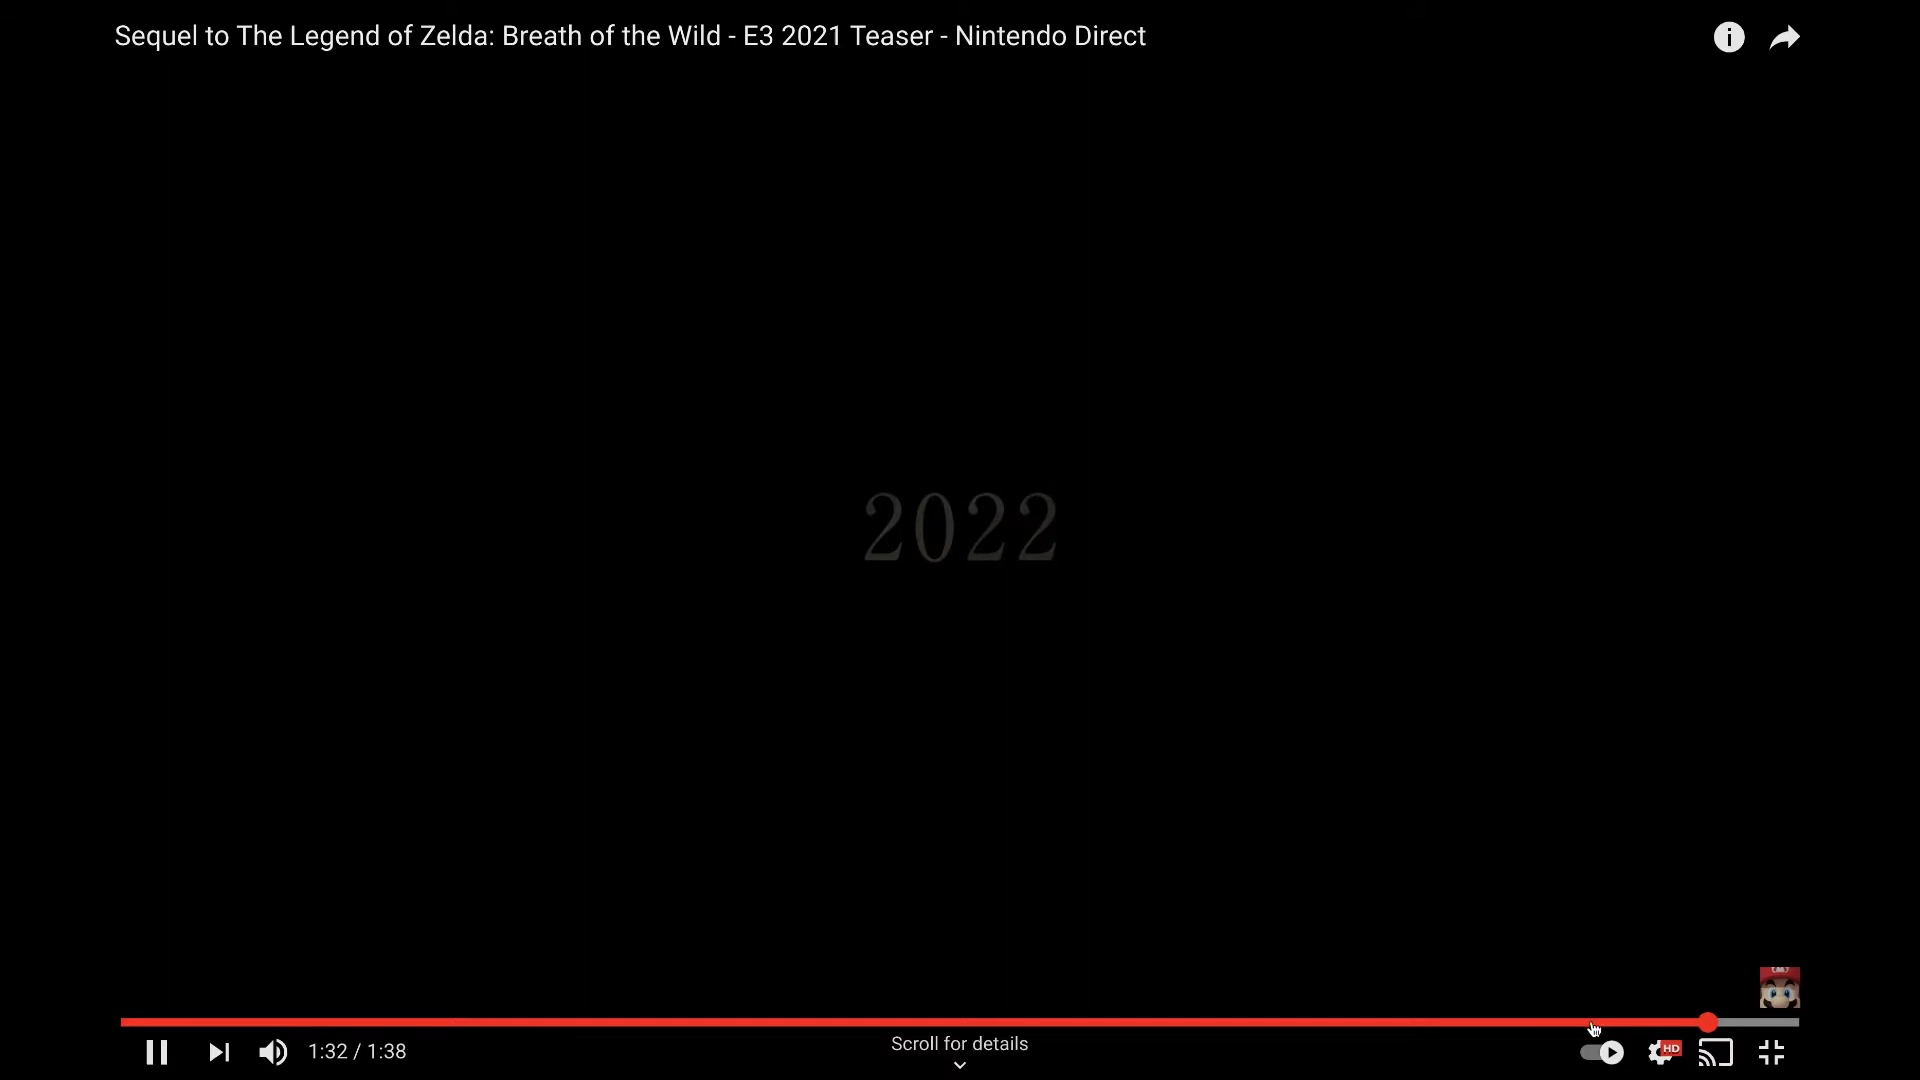 Sequel to The Legend of Zelda: Breath of the Wild - E3 2021 Teaser - Nintendo Direct
2022
1:32 / 1:38
Scroll for details
HD